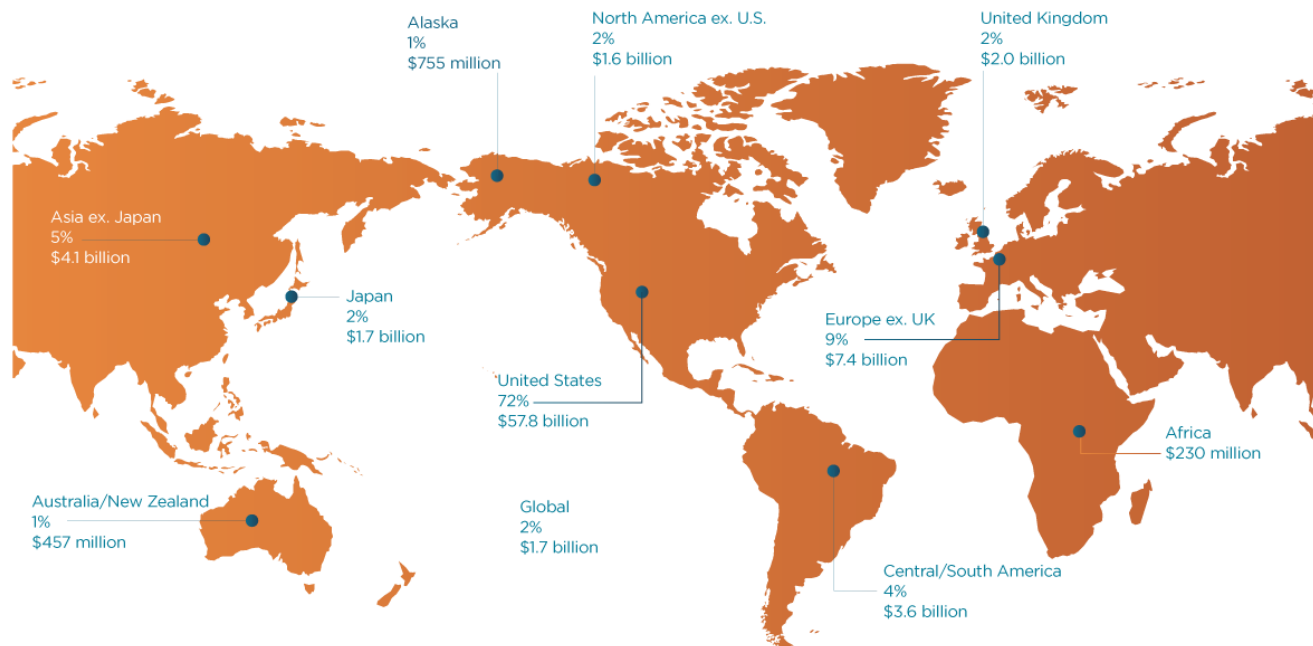 Alaska
1%
$755 million
North America ex. U.S.
2%
$1.6 billion
United Kingdom
2%
$2.0 billion
Asia ex. Japan
5%
$4.1 billion
Japan
2%
$1.7 billion
Europe ex. UK
9%
$7.4 billion
United States
72%
$57.8 billion
Africa
$230 million
Australia/New Zealand
1%
$457 million
Global
2%
$1.7 billion
Central/South America
4%
$3.6 billion